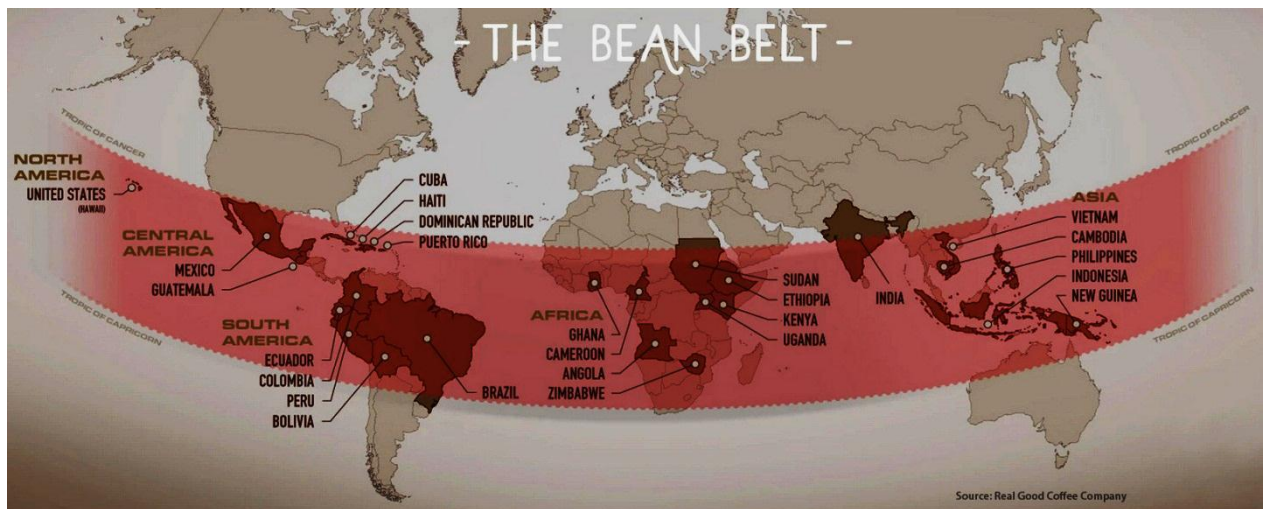 - THE BEAN BELT -
TROPIC OF CANCER
TROPIC OF CANCER
NORTH
AMERICA
UNITED STATES
(HAWAII)
CENTRAL
AMERICA
MEXICO
GUATEMALA
CUBA
HAITI
DOMINICAN REPUBLIC
PUERTO RICO
TROPIC OF CAPRICORN
SOUTH
AMERICA
ECUADOR
COLOMBIA
PERU
BOLIVIA
BRAZIL
AFRICA
GHANA
CAMEROON
ANGOLA
ZIMBABWE
SUDAN
ETHIOPIA
KENYA
UGANDA
INDIA
ASIA
VIETNAM
CAMBODIA
PHILIPPINES
INDONESIA
NEW GUINEA
TROPIC OF CAPRICORN
Source: Real Good Coffee Company